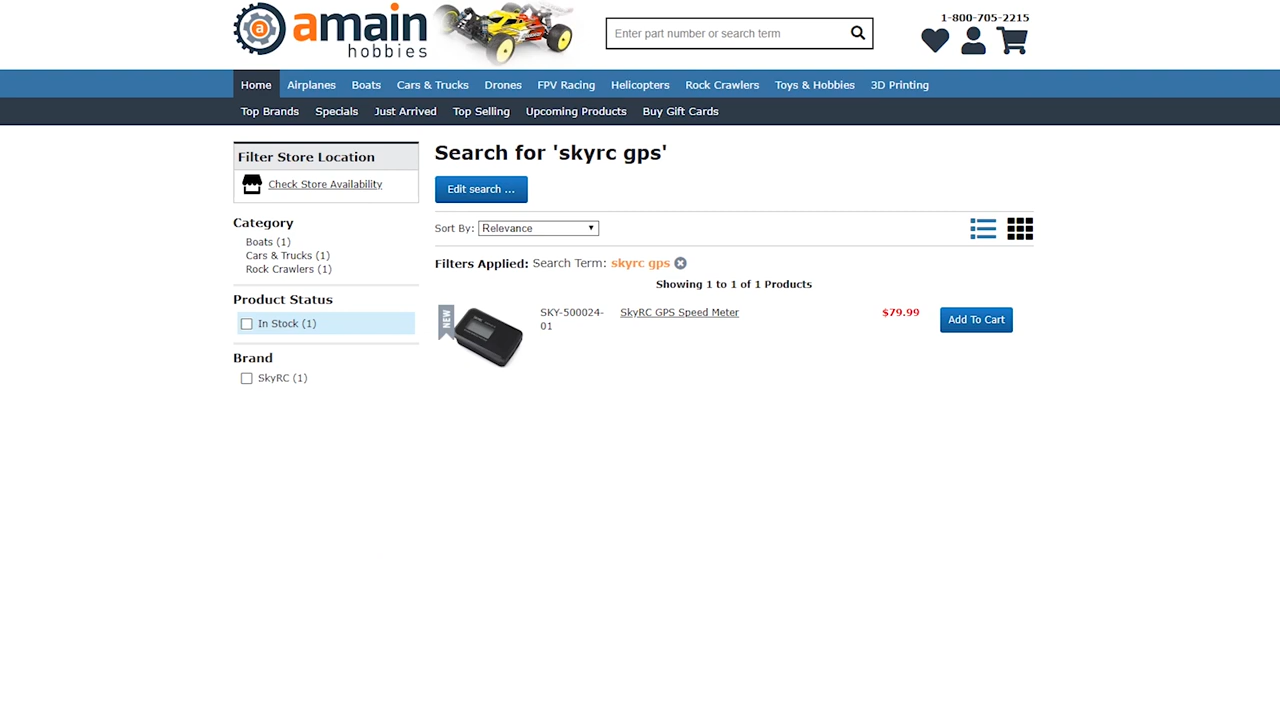 amain
hobbies
a
Enter part number or search term
1-800-705-2215
Home Airplanes Boats Cars & Trucks Drones FPV Racing Helicopters Rock Crawlers Toys & Hobbies 3D Printing
Top Brands Specials Just Arrived Top Selling Upcoming Products Buy Gift Cards
Filter Store Location
Check Store Availability
Category
Boats (1)
Cars & Trucks (1)
Rock Crawlers (1)
Product Status
In Stock (1)
Brand
SkyRC (1)
Search for 'skyrc gps'
Edit search ...
Sort By: Relevance
Filters Applied: Search Term: skyrc gps
Showing 1 to 1 of 1 Products
NEW
SKY-500024-
01
SkyRC GPS Speed Meter
$79.99
Add To Cart